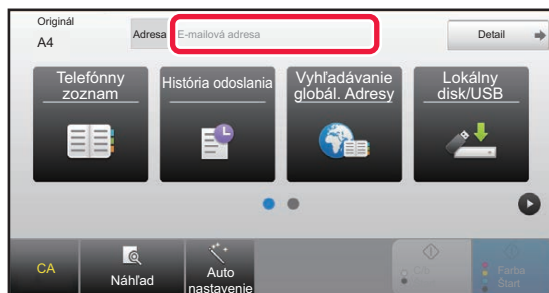 Originál
A4
Adresa
E-mailová adresa
Detail
Telefónny
zoznam
História odoslania
Vyhľadávanie
globál. Adresy
Lokálny
disk/USB
CA
Náhľad
Auto
nastavenie
Farba
Štart